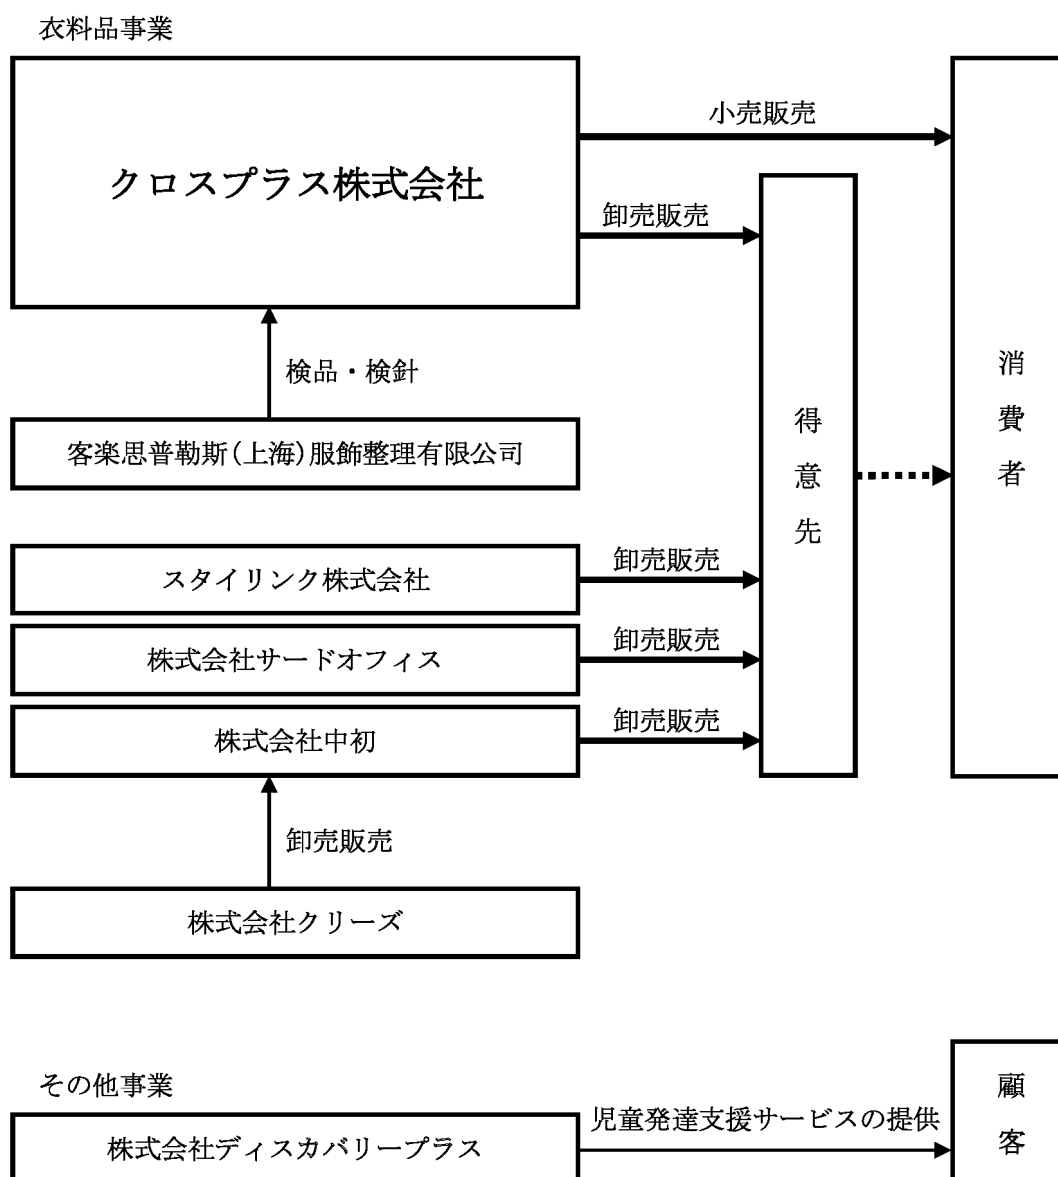 衣料品事業
小売販売
クロスプラス株式会社
卸売販売
検品・検針
客楽思普勒斯(上海)服飾整理有限公司
得意先
消費者
スタイリンク株式会社
卸売販売
株式会社サードオフィス
卸売販売
株式会社中初
卸売販売
卸売販売
株式会社クリーズ
その他事業
株式会社ディスカバリープラス
児童発達支援サービスの提供
顧客